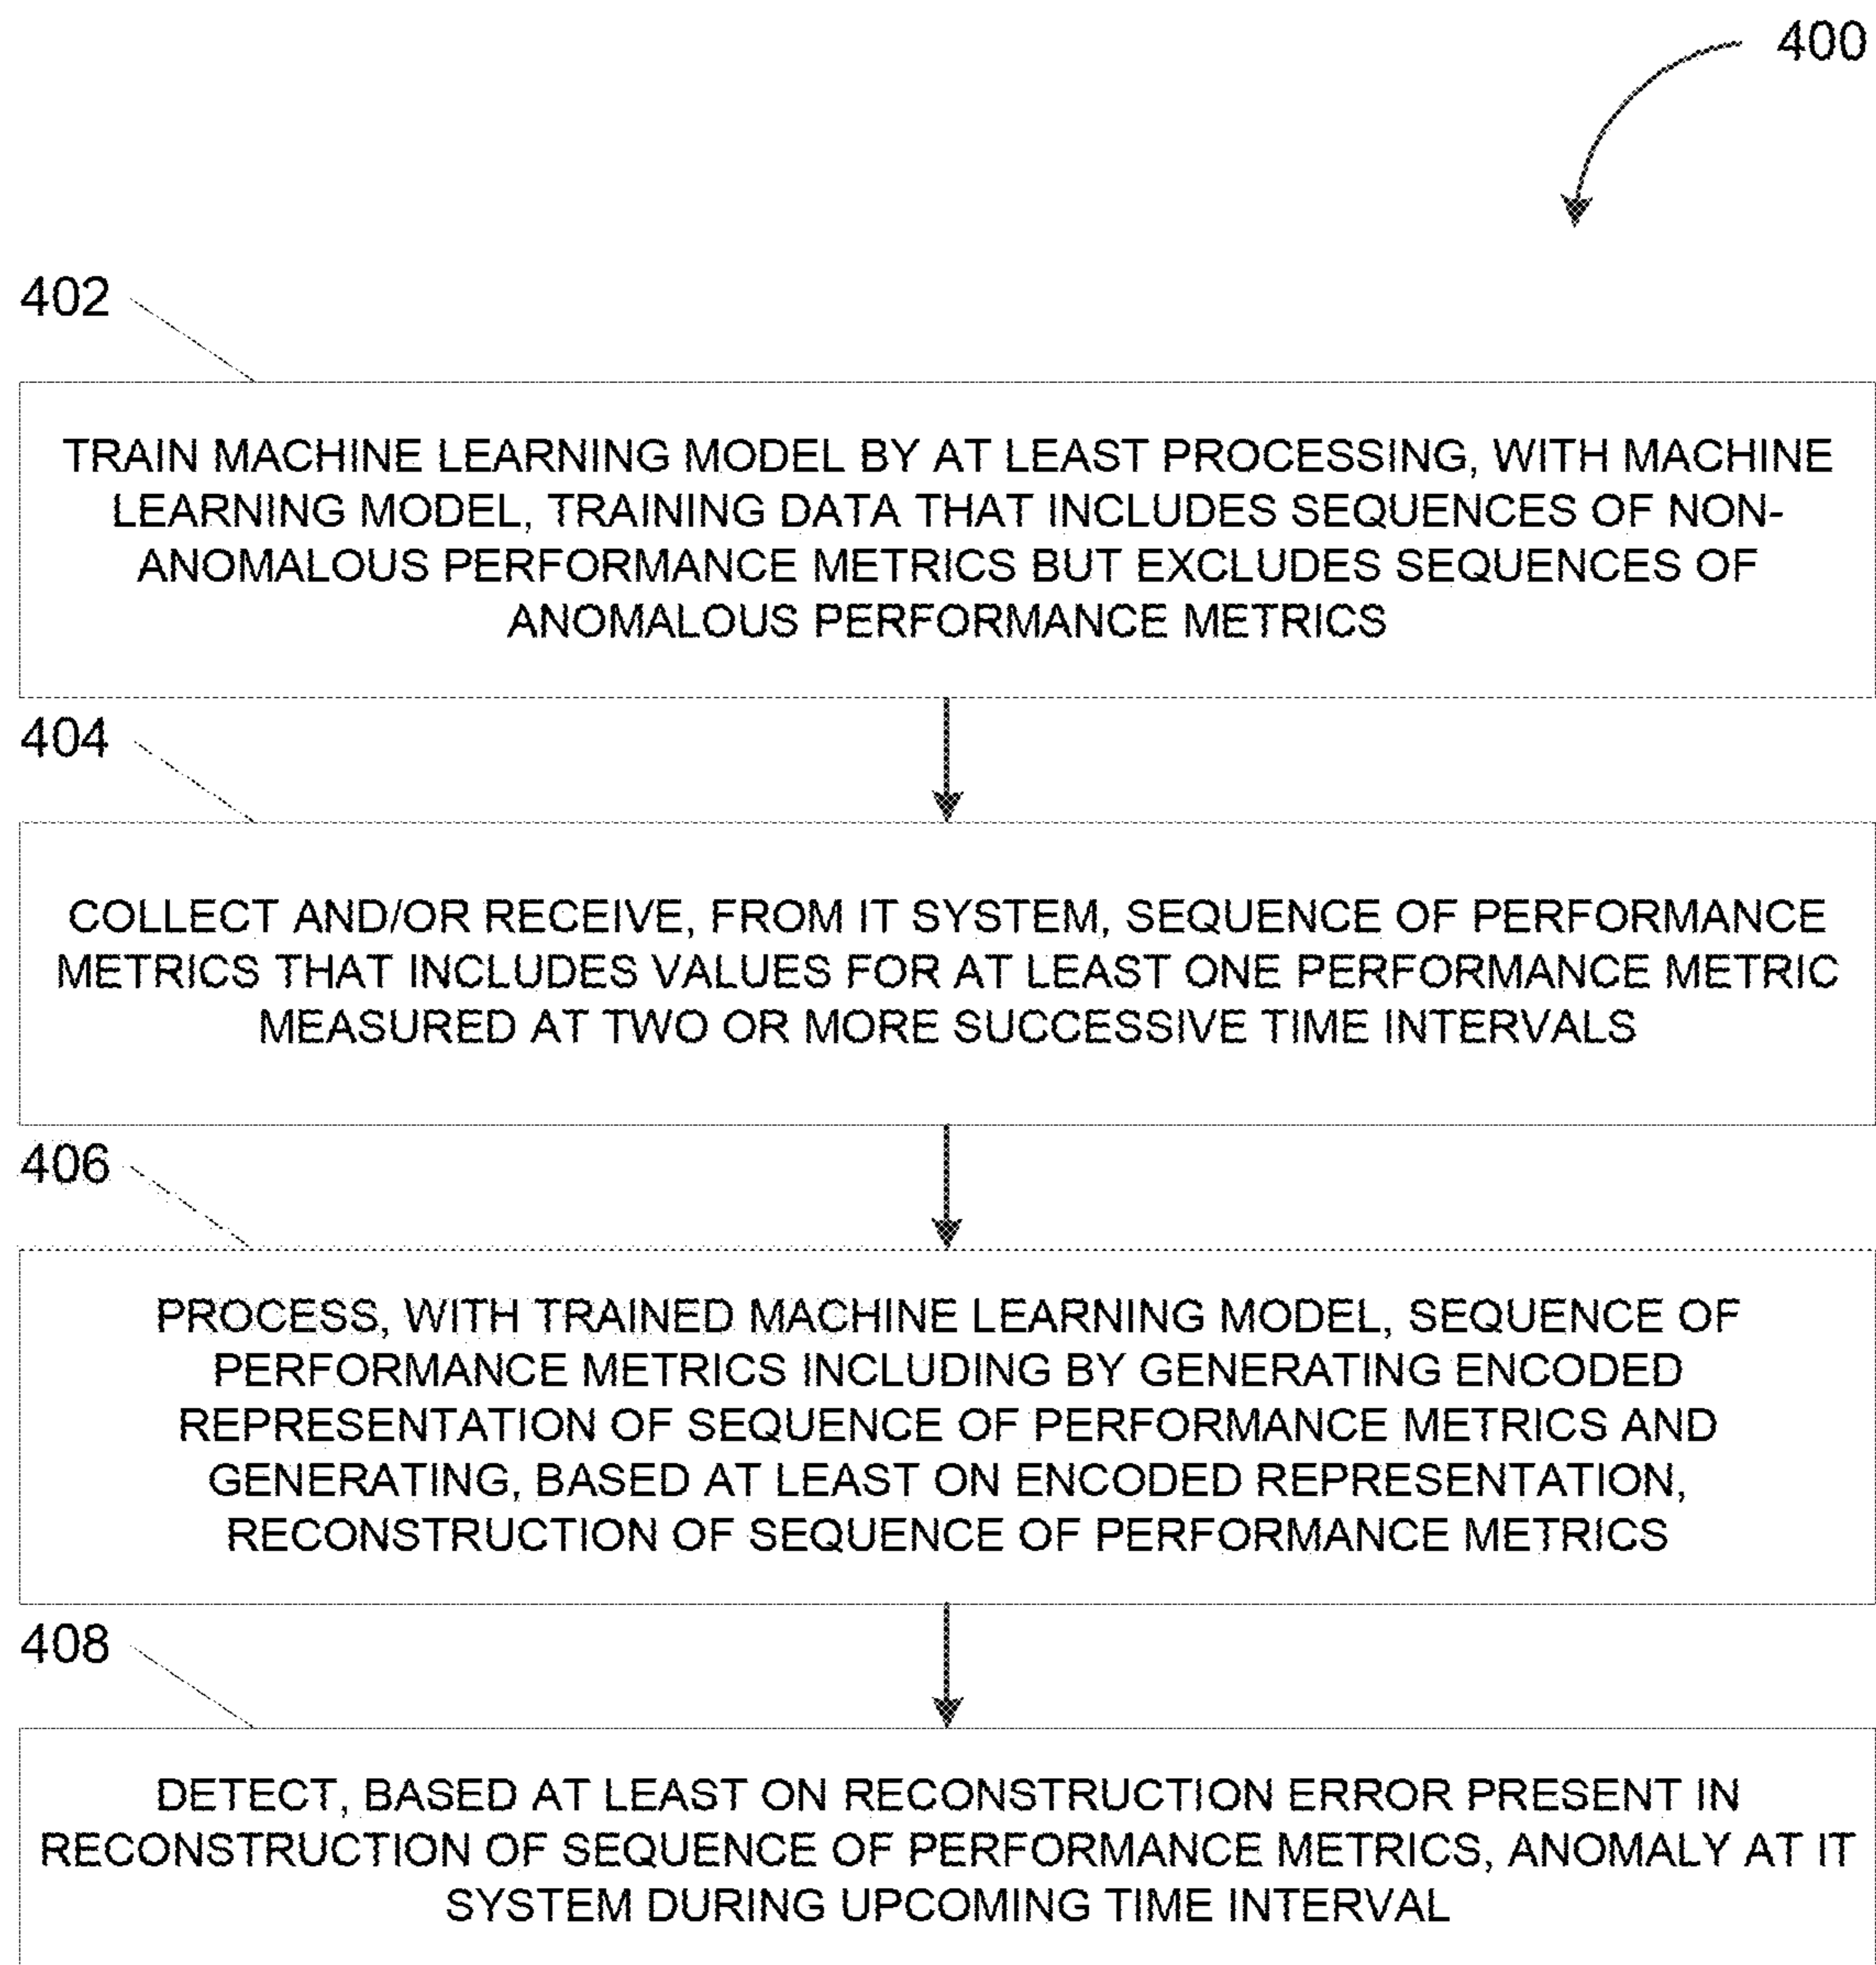 400
402
TRAIN MACHINE LEARNING MODEL BY AT LEAST PROCESSING, WITH MACHINE
LEARNING MODEL, TRAINING DATA THAT INCLUDES SEQUENCES OF NON-
ANOMALOUS PERFORMANCE METRICS BUT EXCLUDES SEQUENCES OF
ANOMALOUS PERFORMANCE METRICS
404
COLLECT AND/OR RECEIVE, FROM IT SYSTEM, SEQUENCE OF PERFORMANCE
METRICS THAT INCLUDES VALUES FOR AT LEAST ONE PERFORMANCE METRIC
MEASURED AT TWO OR MORE SUCCESSIVE TIME INTERVALS
406
PROCESS, WITH TRAINED MACHINE LEARNING MODEL, SEQUENCE OF
PERFORMANCE METRICS INCLUDING BY GENERATING ENCODED
REPRESENTATION OF SEQUENCE OF PERFORMANCE METRICS AND
GENERATING, BASED AT LEAST ON ENCODED REPRESENTATION,
RECONSTRUCTION OF SEQUENCE OF PERFORMANCE METRICS
408
DETECT, BASED AT LEAST ON RECONSTRUCTION ERROR PRESENT IN
RECONSTRUCTION OF SEQUENCE OF PERFORMANCE METRICS, ANOMALY AT IT
SYSTEM DURING UPCOMING TIME INTERVAL